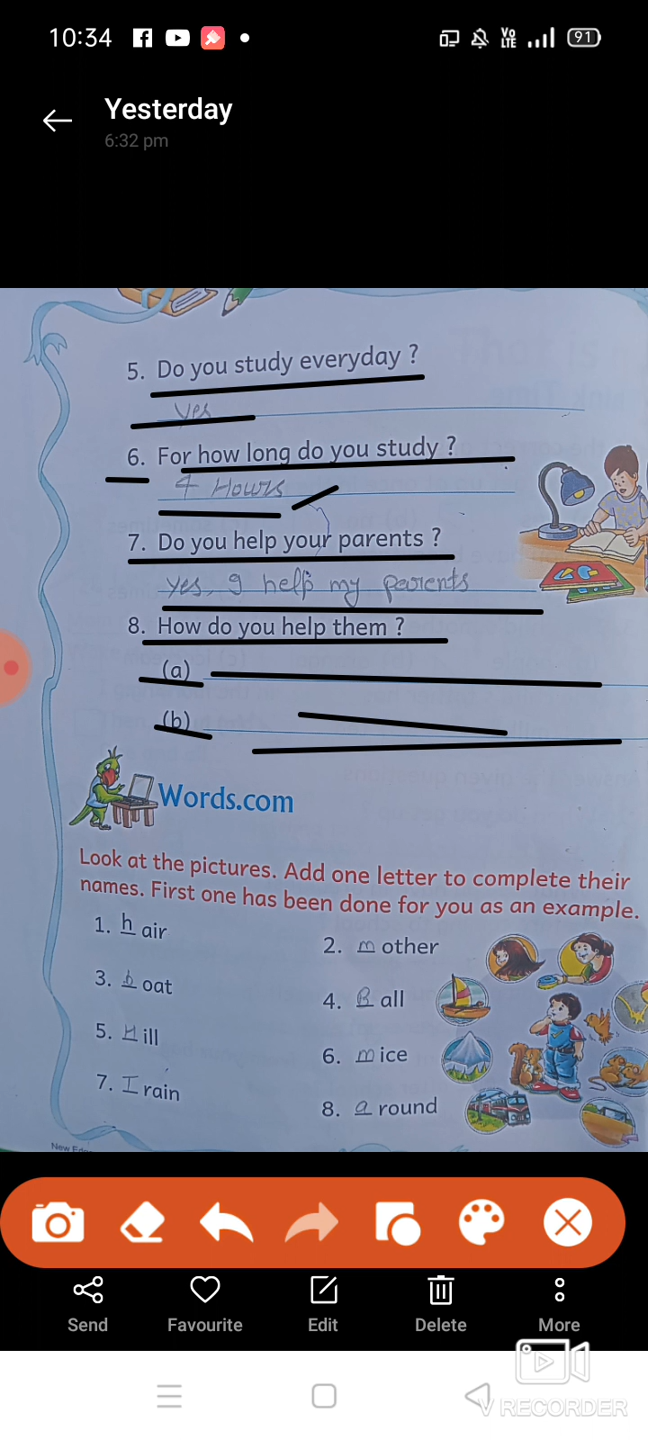 10:34 VO LTE 91
Yesterday
6:32 pm
5. Do you study everyday ?
yes
6. For how long do you study ?
4 Hours
7. Do you help your parents ?
yes, I help my parents
8. How do you help them ?
(a)
(b)
Words.com
Look at the pictures. Add one letter to complete their
names. First one has been done for you as an example.
1. h air
2. m other
3. b oat
4. B all
5. H ill
6. m ice
7. T rain
8. a round
New
Send Favourite Edit Delete More
V RECORDER